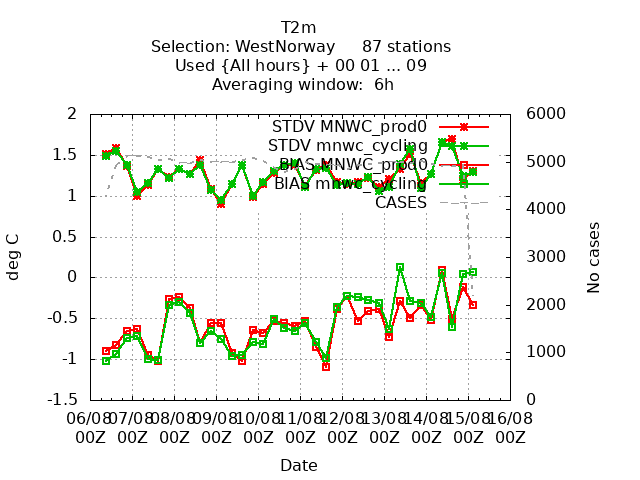 T2m
Selection: WestNorway 87 stations
Used {All hours} + 00 01 ... 09
Averaging window: 6h
STDV MNWC_prod0
STDV mnwc_cycling
BIAS MNWC_prod0
BIAS mnwc_cycling
CASES
2
1.5
1
0.5
0
-0.5
-1
-1.5
deg C
6000
5000
4000
3000
2000
1000
0
No cases
06/08 07/08 08/08 09/08 10/08 11/08 12/08 13/08 14/08 15/08 16/08
00Z 00Z 00Z 00Z 00Z 00Z 00Z 00Z 00Z 00Z 00Z
Date